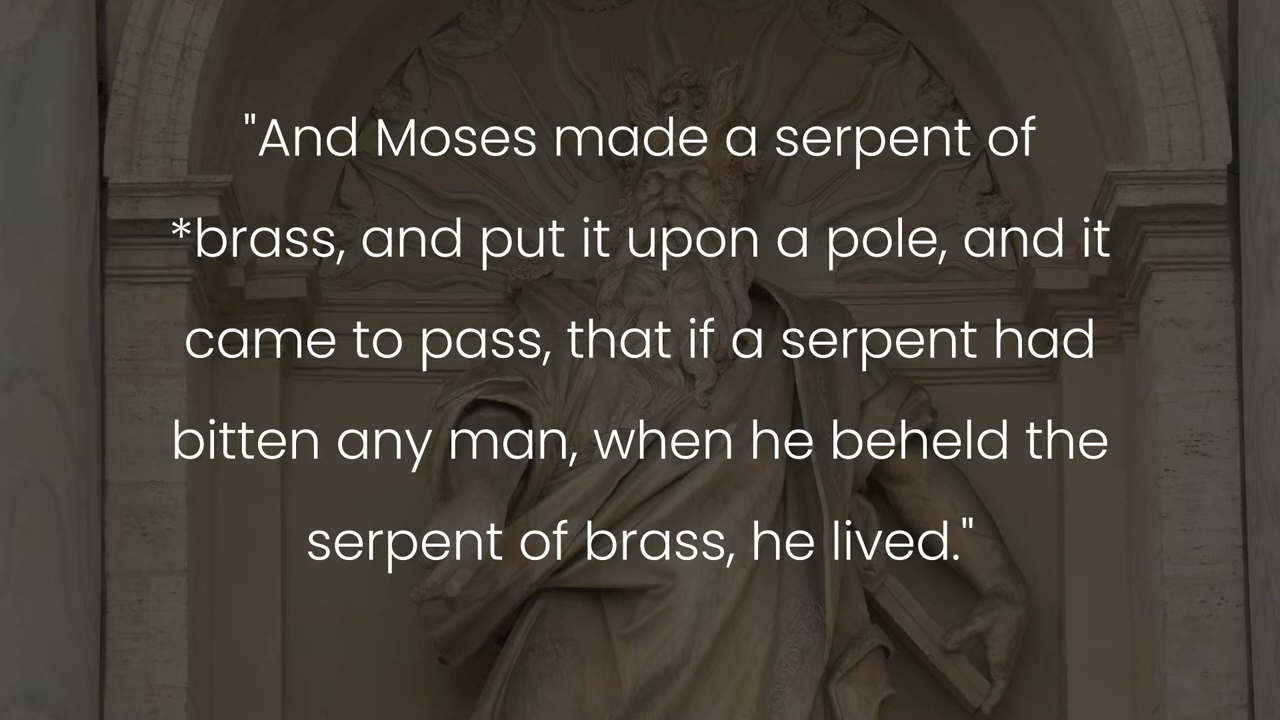 "And Moses made a serpent of
*brass, and put it upon a pole, and it
came to pass, that if a serpent had
bitten any man, when he beheld the
serpent of brass, he lived."